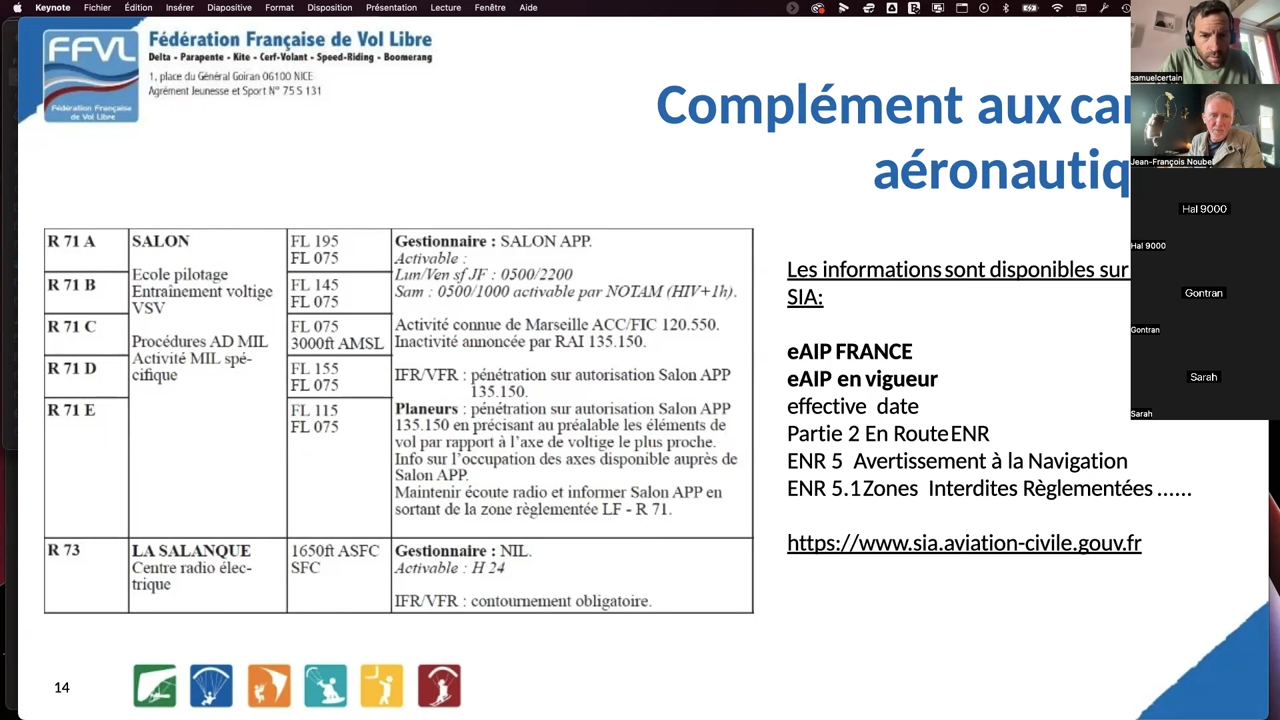 Keynote Fichier Édition Insérer Diapositive Format Disposition Présentation Lecture Fenêtre Aide
FFVL
Fédération Française
de Vol Libre
Fédération Française de Vol Libre
Delta - Parapente - Kite - Cerf-Volant - Speed-Riding - Boomerang
1, place du Général Goiran 06100 NICE
Agrément Jeunesse et Sport N° 75 S 131
Complément aux car
aéronautiq
R 71 A
R 71 B
R 71 C
R 71 D
R 71 E
SALON
Ecole pilotage
Entraînement voltige
VSV
Procédures AD MIL
Activité MIL spé-
cifique
FL 195
FL 075
FL 145
FL 075
FL 075
3000ft AMSL
FL 155
FL 075
FL 115
FL 075
Gestionnaire : SALON APP.
Activable :
Lun/Ven sf JF : 0500/2200
Sam : 0500/1000 activable par NOTAM (HIV+1h).
Activité connue de Marseille ACC/FIC 120.550.
Inactivité annoncée par RAI 135.150.
IFR/VFR : pénétration sur autorisation Salon APP
135.150.
Planeurs : pénétration sur autorisation Salon APP
135.150 en précisant au préalable les éléments de
vol par rapport à l'axe de voltige le plus proche.
Info sur l'occupation des axes disponible auprès de
Salon APP.
Maintenir écoute radio et informer Salon APP en
sortant de la zone règlementée LF - R 71.
R 73
LA SALANQUE
Centre radio élec-
trique
1650ft ASFC
SFC
Gestionnaire : NIL.
Activable : H 24
IFR/VFR : contournement obligatoire.
Les informations sont disponibles sur
SIA:
eAIP FRANCE
eAIP en vigueur
effective date
Partie 2 En Route ENR
ENR 5 Avertissement à la Navigation
ENR 5.1 Zones Interdites Règlementées ......
https://www.sia.aviation-civile.gouv.fr
14
samuelcertain
Jean-François Noubel
Hal 9000
Hal 9000
Gontran
Gontran
Sarah
Sarah